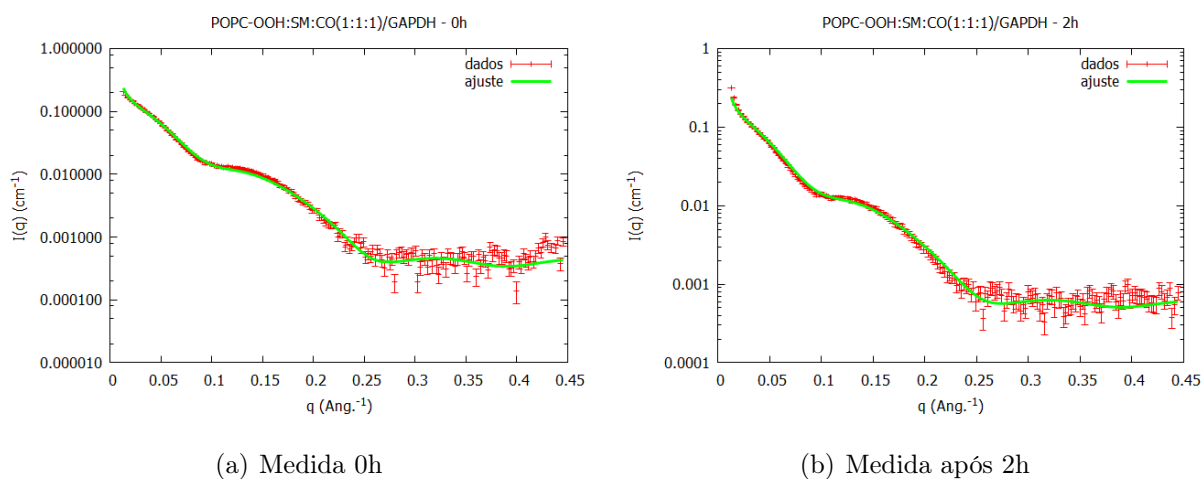 POPC-OOH:SM:CO(1:1:1)/GAPDH - 0h
1.000000
0.100000
0.010000
0.001000
0.000100
0.000010
I(q) (cm⁻¹)
dados
ajuste
0 0.05 0.1 0.15 0.2 0.25 0.3 0.35 0.4 0.45
q (Ang.⁻¹)
(a) Medida 0h
POPC-OOH:SM:CO(1:1:1)/GAPDH - 2h
1
0.1
0.01
0.001
0.0001
I(q) (cm⁻¹)
dados
ajuste
0 0.05 0.1 0.15 0.2 0.25 0.3 0.35 0.4 0.45
q (Ang.⁻¹)
(b) Medida após 2h